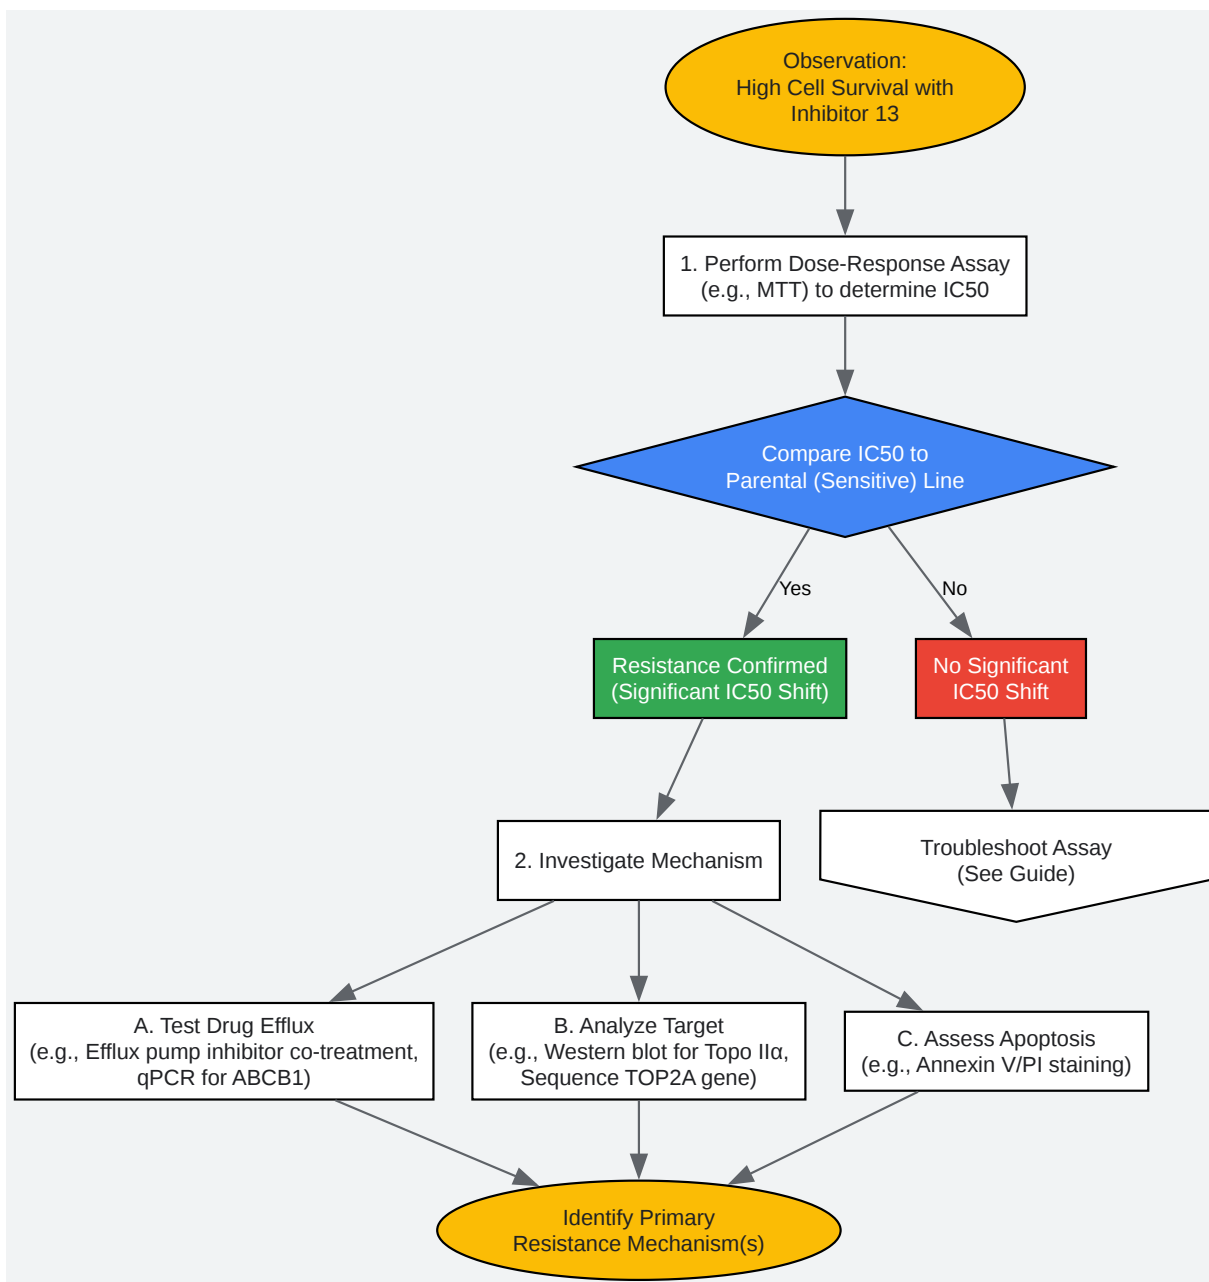 Observation:
High Cell Survival with
Inhibitor 13
1. Perform Dose-Response Assay
(e.g., MTT) to determine IC50
Compare IC50 to
Parental (Sensitive) Line
Yes
No
Resistance Confirmed
(Significant IC50 Shift)
No Significant
IC50 Shift
2. Investigate Mechanism
Troubleshoot Assay
(See Guide)
A. Test Drug Efflux
(e.g., Efflux pump inhibitor co-treatment,
qPCR for ABCB1)
B. Analyze Target
(e.g., Western blot for Topo IIα,
Sequence TOP2A gene)
C. Assess Apoptosis
(e.g., Annexin V/PI staining)
Identify Primary
Resistance Mechanism(s)